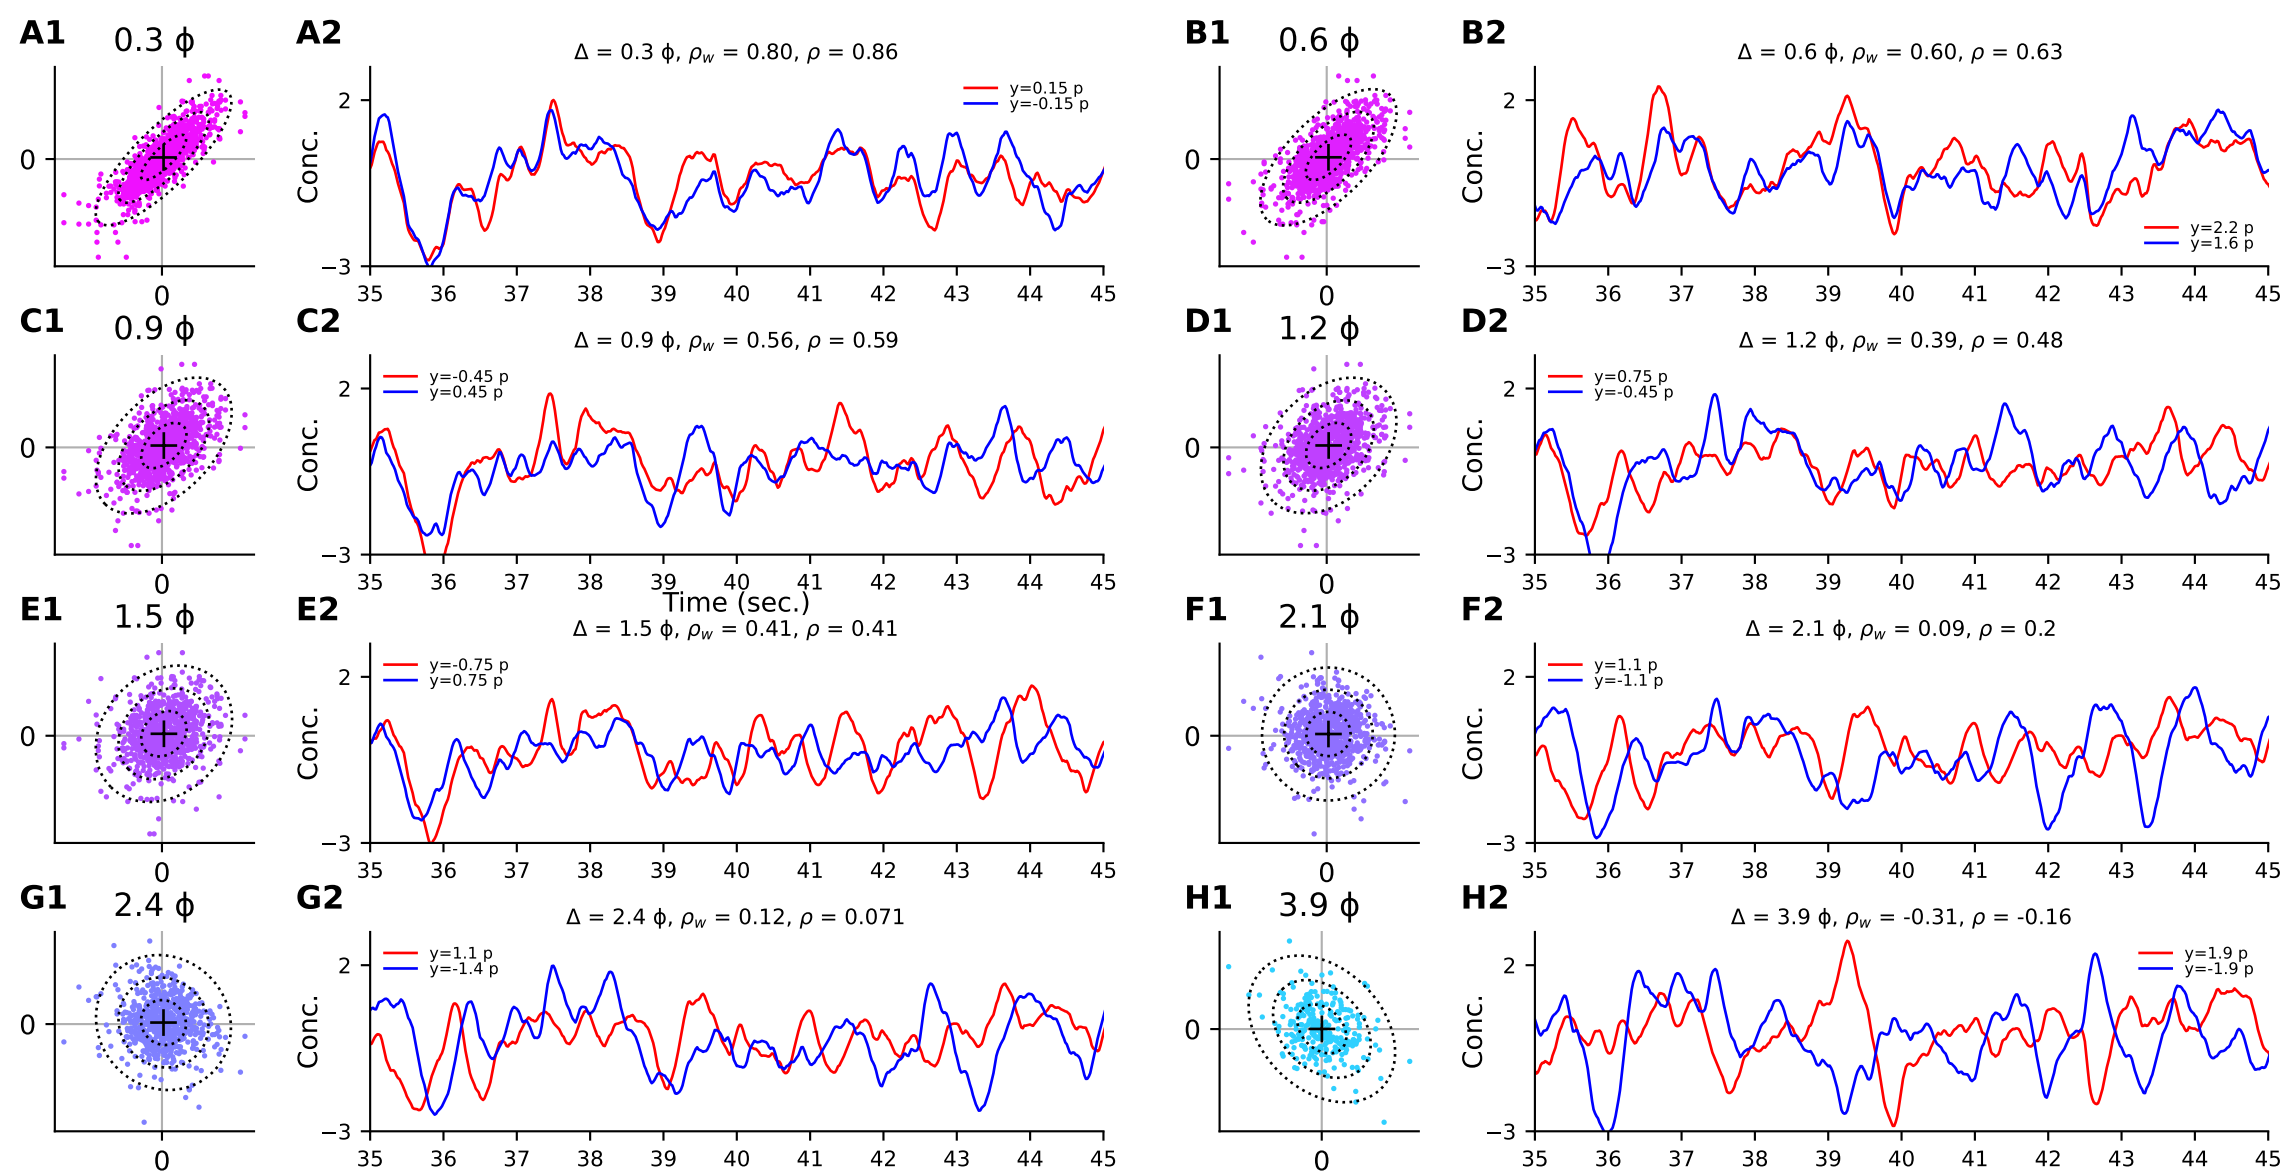 A1
0.3 ϕ
0
0
A2
Δ = 0.3 ϕ, ρw = 0.80, ρ = 0.86
y=0.15 p
y=-0.15 p
Conc.
2
−3
35 36 37 38 39 40 41 42 43 44 45
B1
0.6 ϕ
0
0
B2
Δ = 0.6 ϕ, ρw = 0.60, ρ = 0.63
y=2.2 p
y=1.6 p
Conc.
2
−3
35 36 37 38 39 40 41 42 43 44 45
C1
0.9 ϕ
0
0
C2
Δ = 0.9 ϕ, ρw = 0.56, ρ = 0.59
y=-0.45 p
y=0.45 p
Conc.
2
−3
35 36 37 38 39 40 41 42 43 44 45
Time (sec.)
D1
1.2 ϕ
0
0
D2
Δ = 1.2 ϕ, ρw = 0.39, ρ = 0.48
y=0.75 p
y=-0.45 p
Conc.
2
−3
35 36 37 38 39 40 41 42 43 44 45
E1
1.5 ϕ
0
0
E2
Δ = 1.5 ϕ, ρw = 0.41, ρ = 0.41
y=-0.75 p
y=0.75 p
Conc.
2
−3
35 36 37 38 39 40 41 42 43 44 45
F1
2.1 ϕ
0
0
F2
Δ = 2.1 ϕ, ρw = 0.09, ρ = 0.2
y=1.1 p
y=-1.1 p
Conc.
2
−3
35 36 37 38 39 40 41 42 43 44 45
G1
2.4 ϕ
0
0
G2
Δ = 2.4 ϕ, ρw = 0.12, ρ = 0.071
y=1.1 p
y=-1.4 p
Conc.
2
−3
35 36 37 38 39 40 41 42 43 44 45
H1
3.9 ϕ
0
0
H2
Δ = 3.9 ϕ, ρw = -0.31, ρ = -0.16
y=1.9 p
y=-1.9 p
Conc.
2
−3
35 36 37 38 39 40 41 42 43 44 45